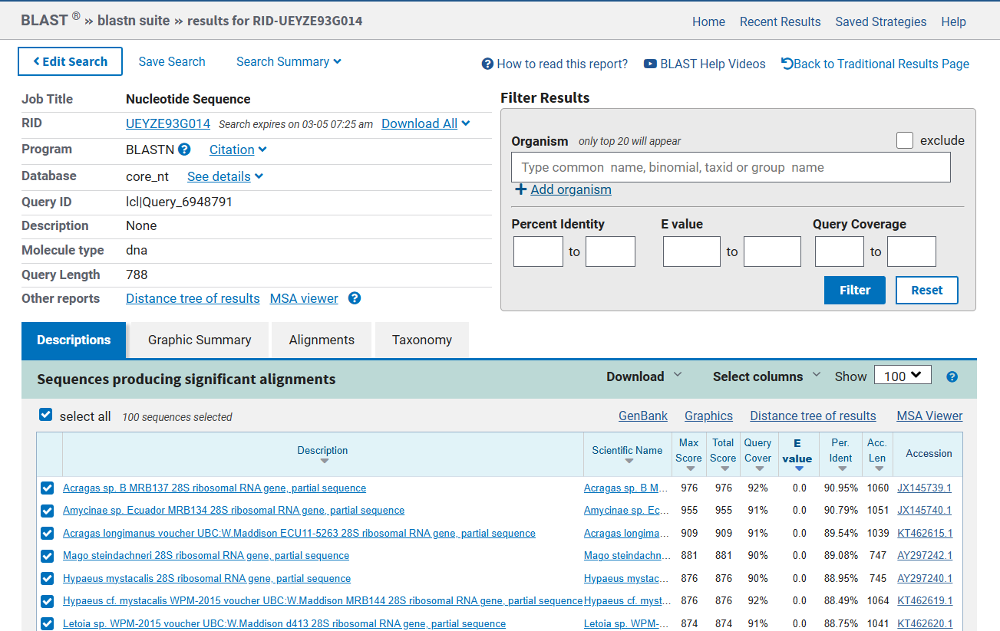 BLAST ® » blastn suite » results for RID-UEYZE93G014
Home Recent Results Saved Strategies Help
Edit Search Save Search Search Summary
How to read this report? BLAST Help Videos Back to Traditional Results Page
Job Title Nucleotide Sequence
RID UEYZE93G014 Search expires on 03-05 07:25 am Download All
Program BLASTN ? Citation
Database core_nt See details
Query ID lcl|Query_6948791
Description None
Molecule type dna
Query Length 788
Other reports Distance tree of results MSA viewer ?
Filter Results
Organism only top 20 will appear exclude
Type common name, binomial, taxid or group name
+ Add organism
Percent Identity E value Query Coverage
to to to
Filter Reset
Descriptions Graphic Summary Alignments Taxonomy
Sequences producing significant alignments Download Select columns Show 100 ?
select all 100 sequences selected GenBank Graphics Distance tree of results MSA Viewer
Description Scientific Name Max Score Total Score Query Cover E value Per. Ident Acc. Len Accession
Acragas sp. B MRB137 28S ribosomal RNA gene, partial sequence Acragas sp. B M... 976 976 92% 0.0 90.95% 1060 JX145739.1
Amycinae sp. Ecuador MRB134 28S ribosomal RNA gene, partial sequence Amycinae sp. Ec... 955 955 91% 0.0 90.79% 1051 JX145740.1
Acragas longimanus voucher UBC:W.Maddison ECU11-5263 28S ribosomal RNA gene, partial sequence Acragas longima... 909 909 91% 0.0 89.54% 1039 KT462615.1
Mago steindachneri 28S ribosomal RNA gene, partial sequence Mago steindachn... 881 881 90% 0.0 89.08% 747 AY297242.1
Hypaeus mystacalis 28S ribosomal RNA gene, partial sequence Hypaeus mystac... 876 876 90% 0.0 88.95% 745 AY297240.1
Hypaeus cf. mystacalis WPM-2015 voucher UBC:W.Maddison MRB144 28S ribosomal RNA gene, partial sequence Hypaeus cf. myst... 876 876 92% 0.0 88.49% 1064 KT462619.1
Letoia sp. WPM-2015 voucher UBC:W.Maddison d413 28S ribosomal RNA gene, partial sequence Letoia sp. WPM-... 874 874 91% 0.0 88.75% 1041 KT462620.1